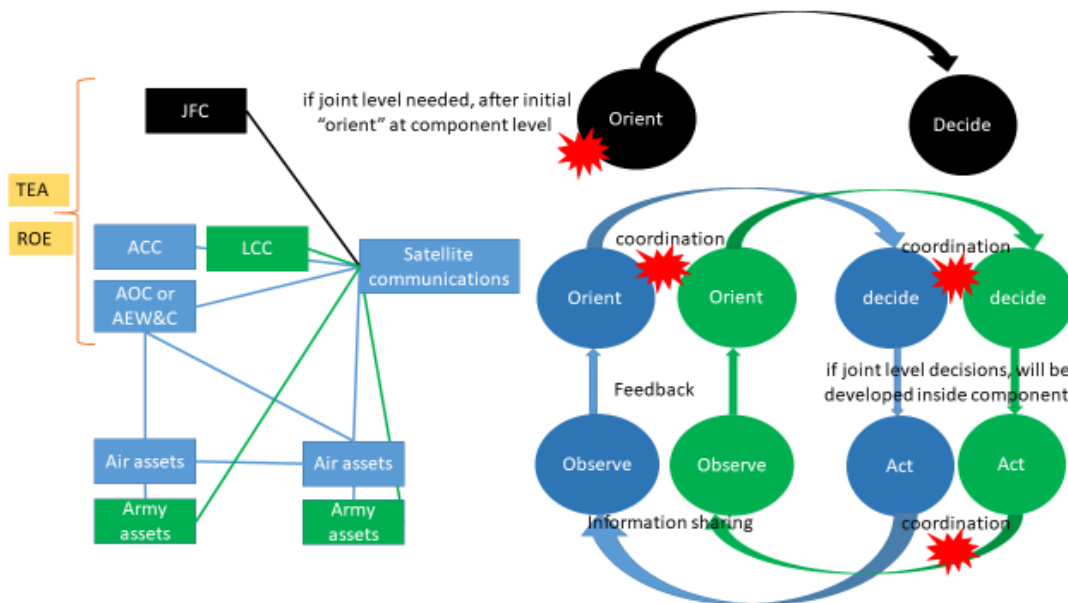 JFC
if joint level needed, after initial
"orient" at component level
Orient
Decide
TEA
ROE
ACC
LCC
Satellite
communications
AOC or
AEW&C
Air assets
Army
assets
Air assets
Army
assets
coordination
Orient
Orient
coordination
decide
decide
Feedback
if joint level decisions, will be
developed inside component
Observe
Observe
Act
Act
Information sharing
coordination